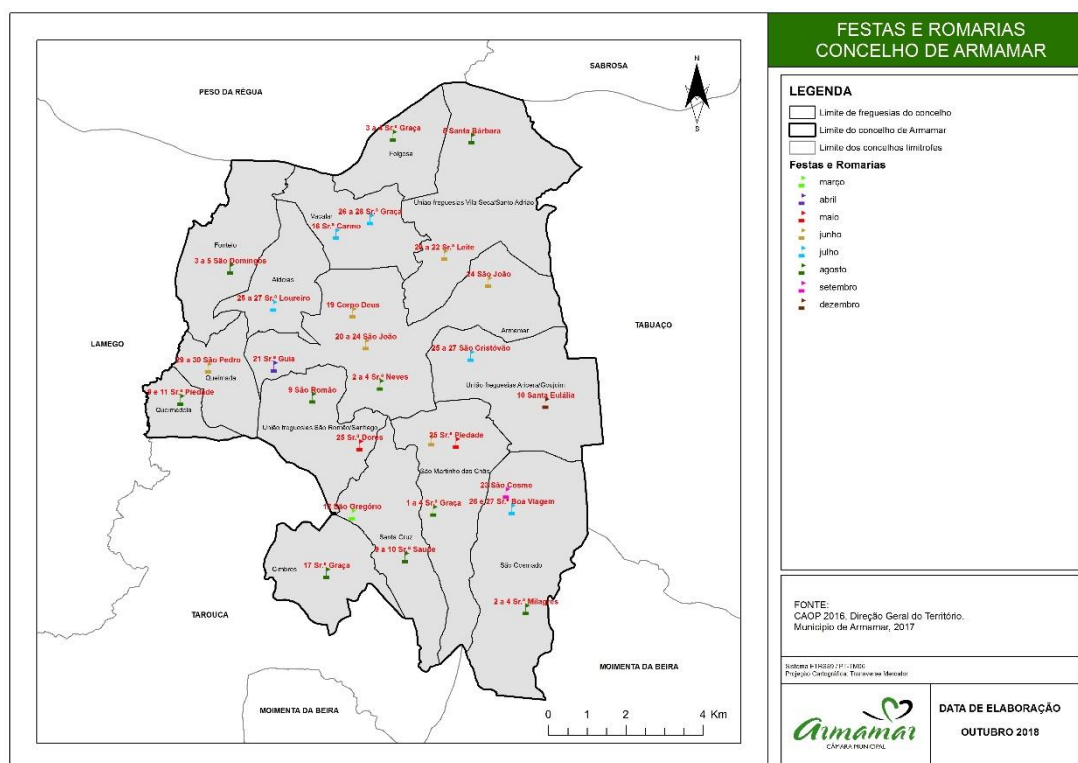 FESTAS E ROMARIAS
CONCELHO DE ARMAMAR
LEGENDA
Limite de freguesias do concelho
Limite do concelho de Armamar
Limite dos concelhos limítrofes
Festas e Romarias
março
abril
maio
junho
julho
agosto
setembro
dezembro
FONTE:
CAOP 2016, Direção Geral do Território.
Município de Armamar, 2017
Sistema ETRS89 / PT-TM06
Projeção Cartográfica: Transverse Mercator
Armamar
CÂMARA MUNICIPAL
DATA DE ELABORAÇÃO
OUTUBRO 2018
SABROSA
PESO DA RÉGUA
N
S
3 a 4 Sr.ª Graça
8 Santa Bárbara
Folgosa
União freguesias Vila Seca/Santo Adrião
26 a 28 Sr.ª Graça
Vacalar
16 Sr.ª Carmo
a 22 Sr.ª Leite
Fontelo
3 a 5 São Domingos
Aldeias
24 São João
25 a 27 Sr.ª Loureiro
19 Corpo Deus
TABUAÇO
Armamar
20 a 24 São João
LAMEGO
25 a 27 São Cristóvão
29 a 30 São Pedro
21 Sr.ª Guia
Queimada
2 a 4 Sr.ª Neves
União freguesias Aricera/Goujoim
9 São Romão
10 Santa Eulália
e 11 Sr.ª Piedade
Queimadela
União freguesias São Romão/Santiago
25 Sr.ª Dores
25 Sr.ª Piedade
São Martinho das Chãs
23 São Cosme
26 e 27 Sr.ª Boa Viagem
1 a 4 Sr.ª Graça
São Gregório
Santa Cruz
9 a 10 Sr.ª Saude
17 Sr.ª Graça
Cimbres
São Cosmado
2 a 4 Sr.ª Milagres
TAROUCA
MOIMENTA DA BEIRA
MOIMENTA DA BEIRA
0 1 2 4 Km